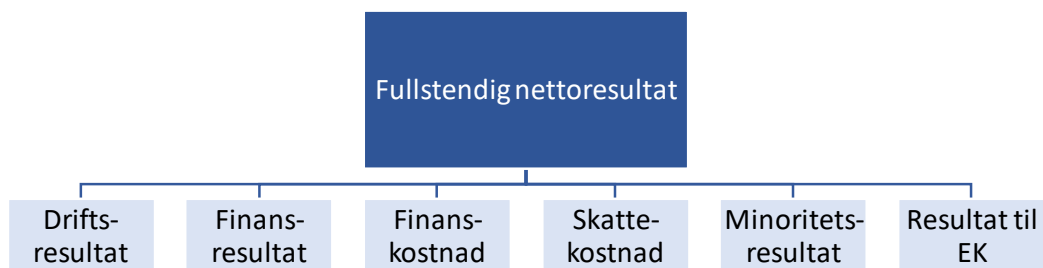 Fullstendig nettoresultat
Drifts-
resultat
Finans-
resultat
Finans-
kostnad
Skatte-
kostnad
Minoritets-
resultat
Resultat til
EK